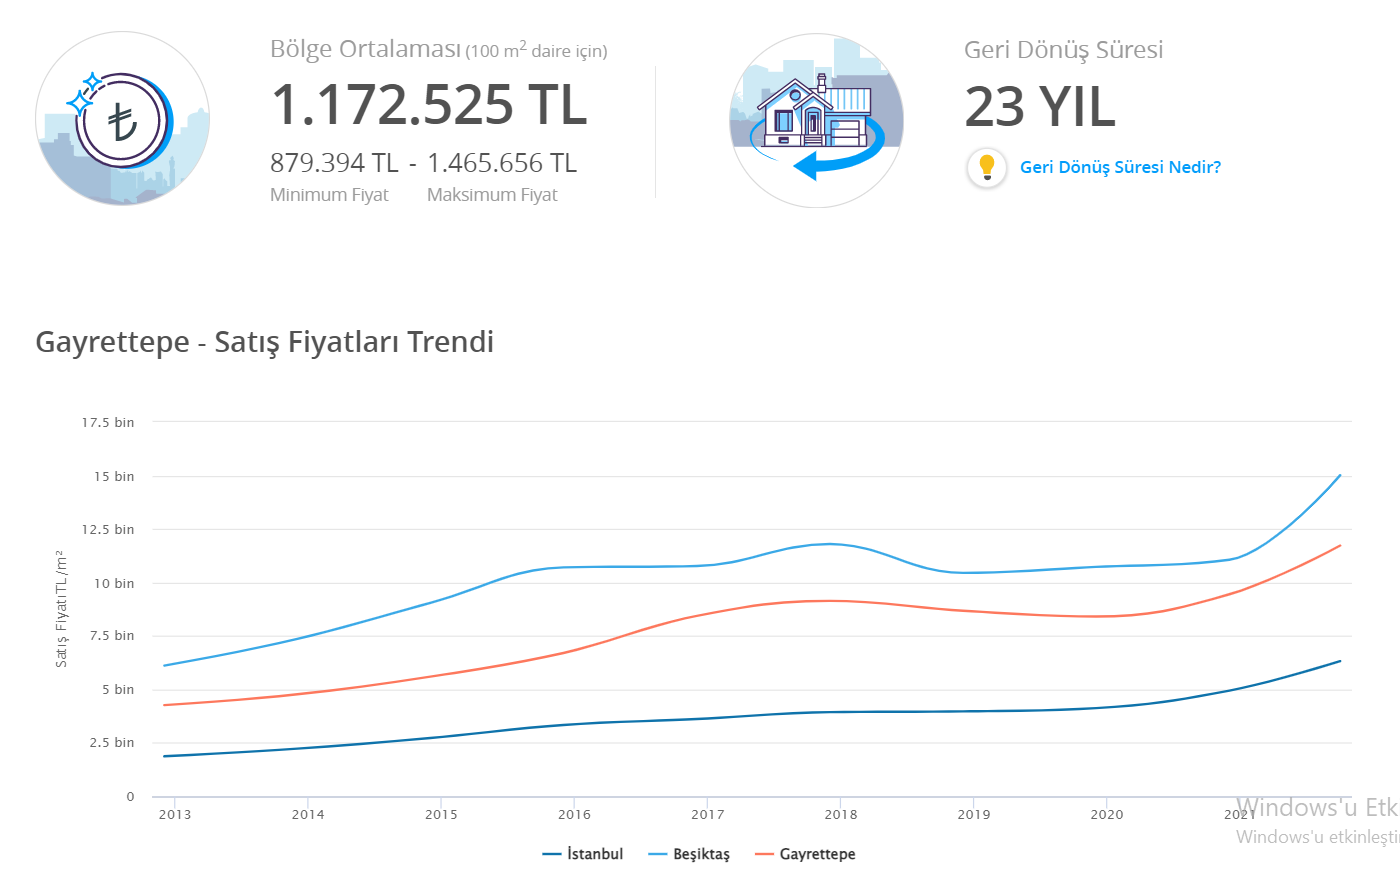 Bölge Ortalaması (100 m² daire için)
1.172.525 TL
879.394 TL - 1.465.656 TL
Minimum Fiyat Maksimum Fiyat
Geri Dönüş Süresi
23 YIL
Geri Dönüş Süresi Nedir?
Gayrettepe - Satış Fiyatları Trendi
Satış FiyatıTL/m²
17.5 bin
15 bin
12.5 bin
10 bin
7.5 bin
5 bin
2.5 bin
0
2013 2014 2015 2016 2017 2018 2019 2020 2021
İstanbul Beşiktaş Gayrettepe
Windows'u Etk
Windows'u etkinleşti